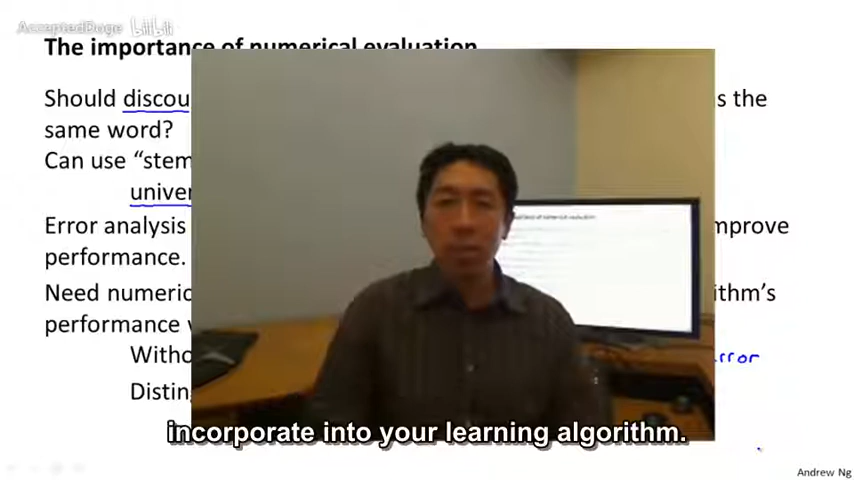 AcceptedDoge bilibili
The importance of numerical evaluation
Should discou s the
same word?
Can use “stem
univer
Error analysis mprove
performance.
Need numeric ithm’s
performance
Witho error
Disting
incorporate into your learning algorithm.
Andrew Ng